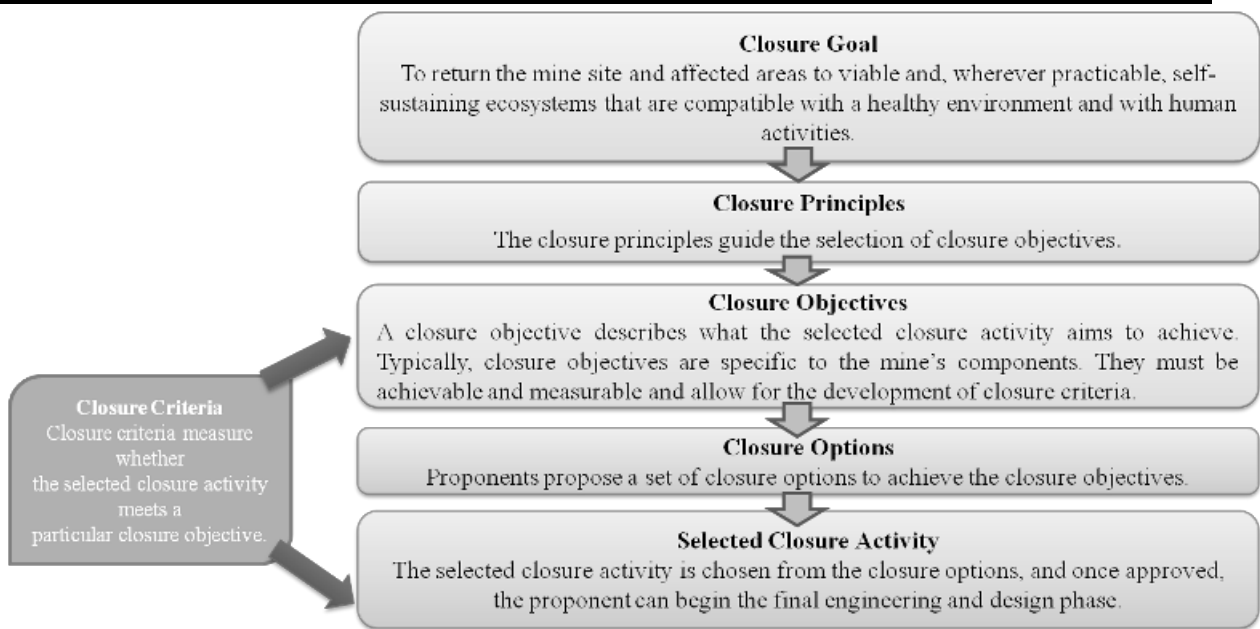 Closure Goal
To return the mine site and affected areas to viable and, wherever practicable, self-
sustaining ecosystems that are compatible with a healthy environment and with human
activities.
Closure Principles
The closure principles guide the selection of closure objectives.
Closure Objectives
A closure objective describes what the selected closure activity aims to achieve.
Typically, closure objectives are specific to the mine's components. They must be
achievable and measurable and allow for the development of closure criteria.
Closure Criteria
Closure criteria measure
whether
the selected closure activity
meets a
particular closure objective.
Closure Options
Proponents propose a set of closure options to achieve the closure objectives.
Selected Closure Activity
The selected closure activity is chosen from the closure options, and once approved,
the proponent can begin the final engineering and design phase.